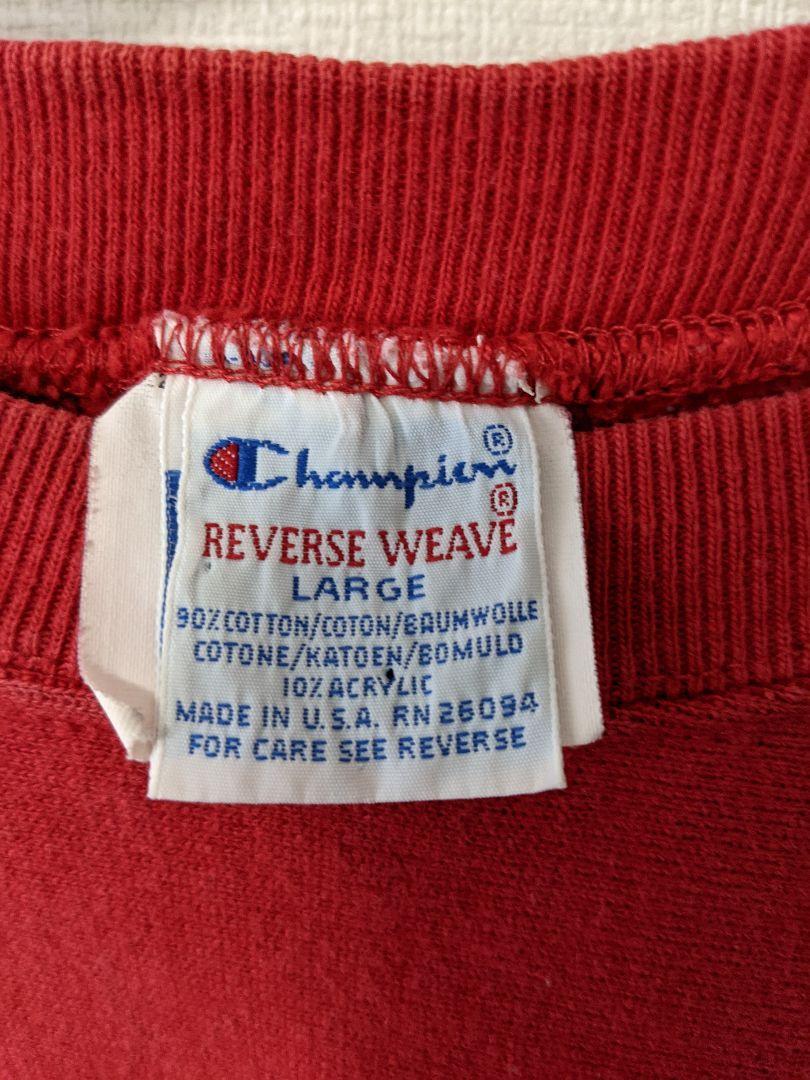 Champion®
REVERSE WEAVE®
LARGE
90% COTTON/COTON/BAUMWOLLE
COTONE/KATOEN/BOMULD
10% ACRYLIC
MADE IN U.S.A. RN 26094
FOR CARE SEE REVERSE